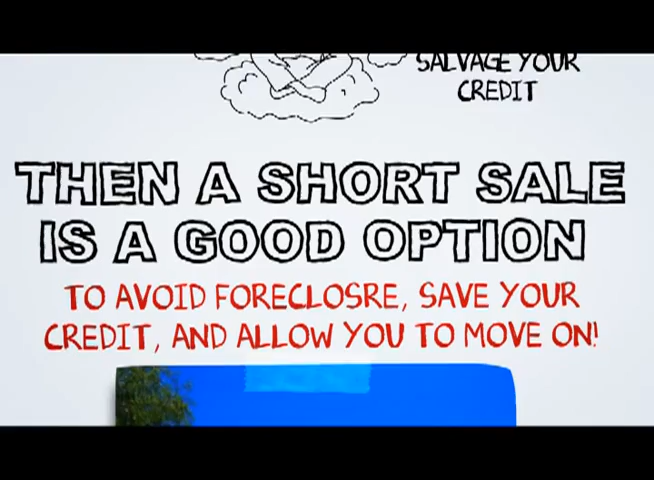 SALVAGE YOUR
CREDIT
THEN A SHORT SALE
IS A GOOD OPTION
TO AVOID FORECLOSRE, SAVE YOUR
CREDIT, AND ALLOW YOU TO MOVE ON!